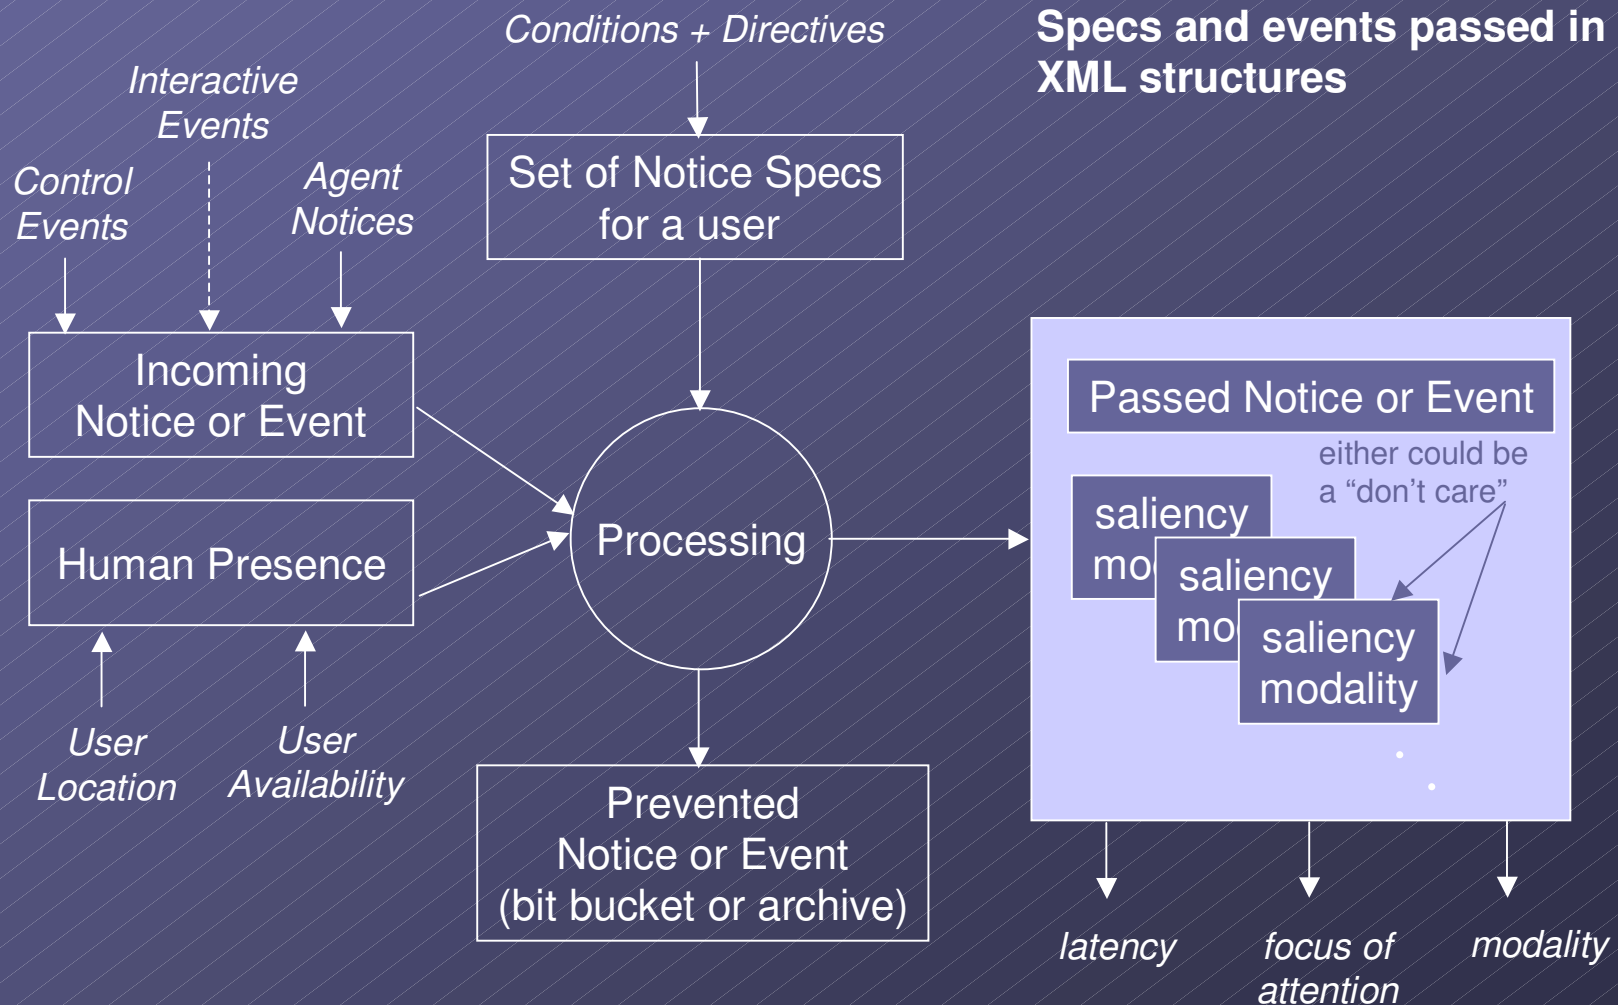 Conditions + Directives
Specs and events passed in
XML structures
Interactive
Events
Control
Events
Agent
Notices
Set of Notice Specs
for a user
Incoming
Notice or Event
Human Presence
User
Location
User
Availability
Processing
Prevented
Notice or Event
(bit bucket or archive)
Passed Notice or Event
either could be
a “don’t care”
saliency
mo
saliency
mo
saliency
modality
latency
focus of
attention
modality